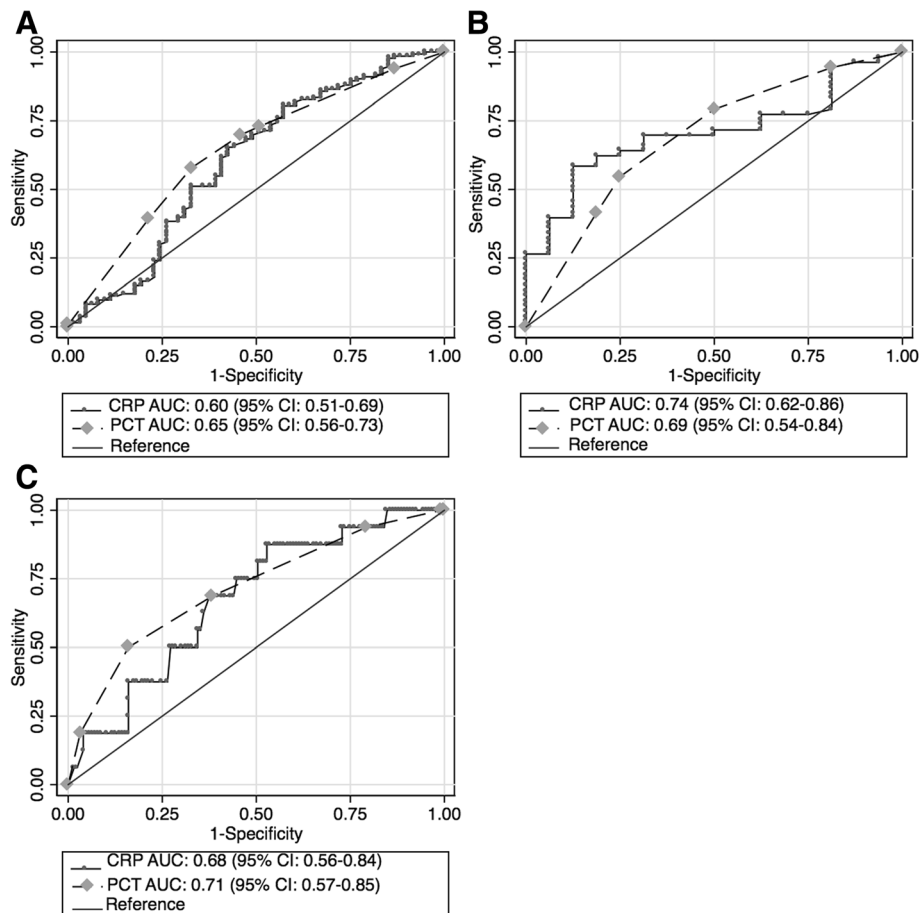 A
1.00
0.75
0.50
0.25
0.00
Sensitivity
0.00 0.25 0.50 0.75 1.00
1-Specificity
CRP AUC: 0.60 (95% CI: 0.51-0.69)
PCT AUC: 0.65 (95% CI: 0.56-0.73)
Reference
B
1.00
0.75
0.50
0.25
0.00
Sensitivity
0.00 0.25 0.50 0.75 1.00
1-Specificity
CRP AUC: 0.74 (95% CI: 0.62-0.86)
PCT AUC: 0.69 (95% CI: 0.54-0.84)
Reference
C
1.00
0.75
0.50
0.25
0.00
Sensitivity
0.00 0.25 0.50 0.75 1.00
1-Specificity
CRP AUC: 0.68 (95% CI: 0.56-0.84)
PCT AUC: 0.71 (95% CI: 0.57-0.85)
Reference